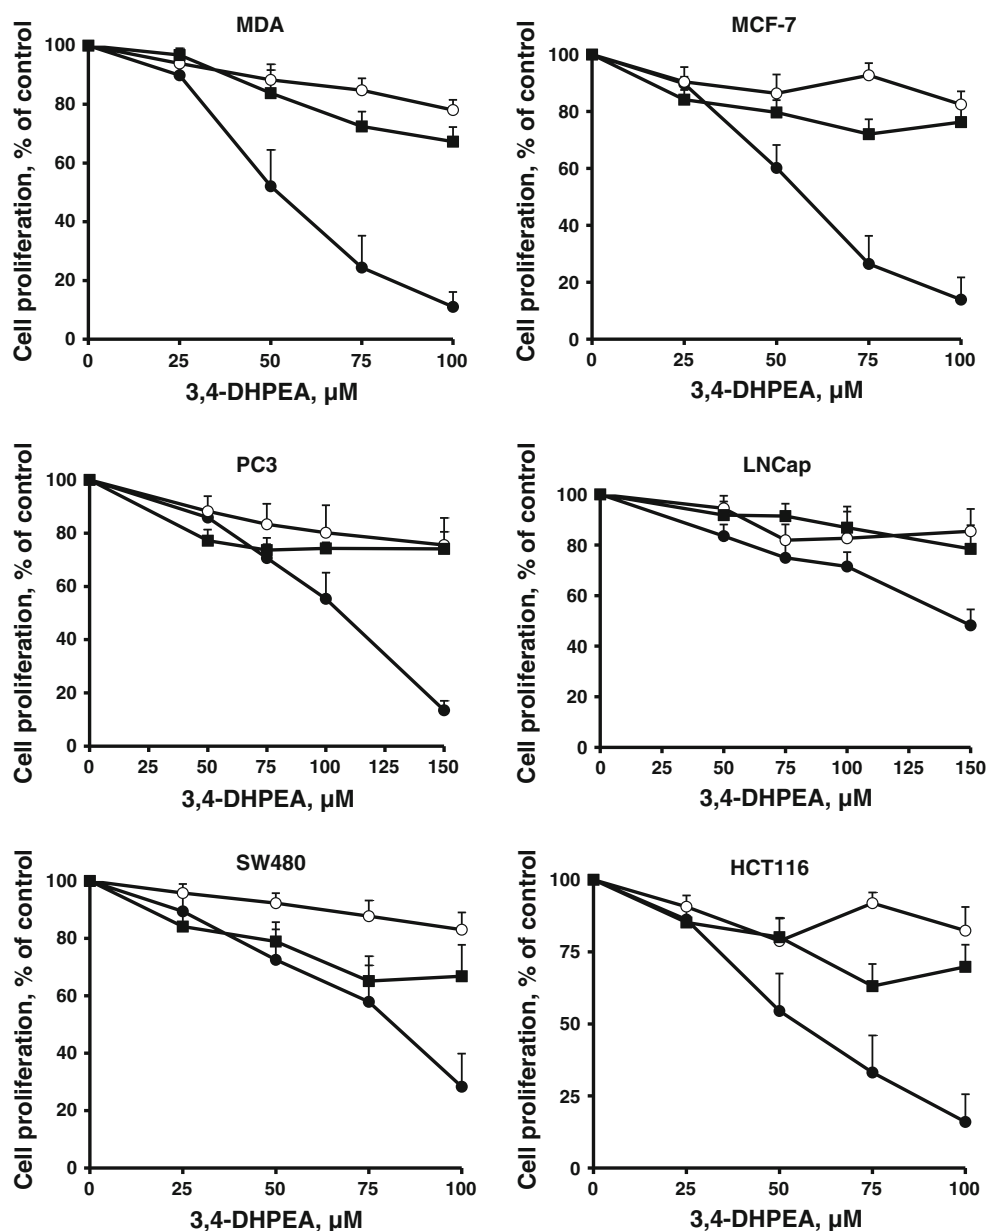 MDA
Cell proliferation, % of control
100
80
60
40
20
0
0 25 50 75 100
3,4-DHPEA, µM
MCF-7
Cell proliferation, % of control
100
80
60
40
20
0
0 25 50 75 100
3,4-DHPEA, µM
PC3
Cell proliferation, % of control
100
80
60
40
20
0
0 25 50 75 100 125 150
3,4-DHPEA, µM
LNCap
Cell proliferation, % of control
100
80
60
40
20
0
0 25 50 75 100 125 150
3,4-DHPEA, µM
SW480
Cell proliferation, % of control
100
80
60
40
20
0
0 25 50 75 100
3,4-DHPEA, µM
HCT116
Cell proliferation, % of control
100
75
50
25
0
0 25 50 75 100
3,4-DHPEA, µM